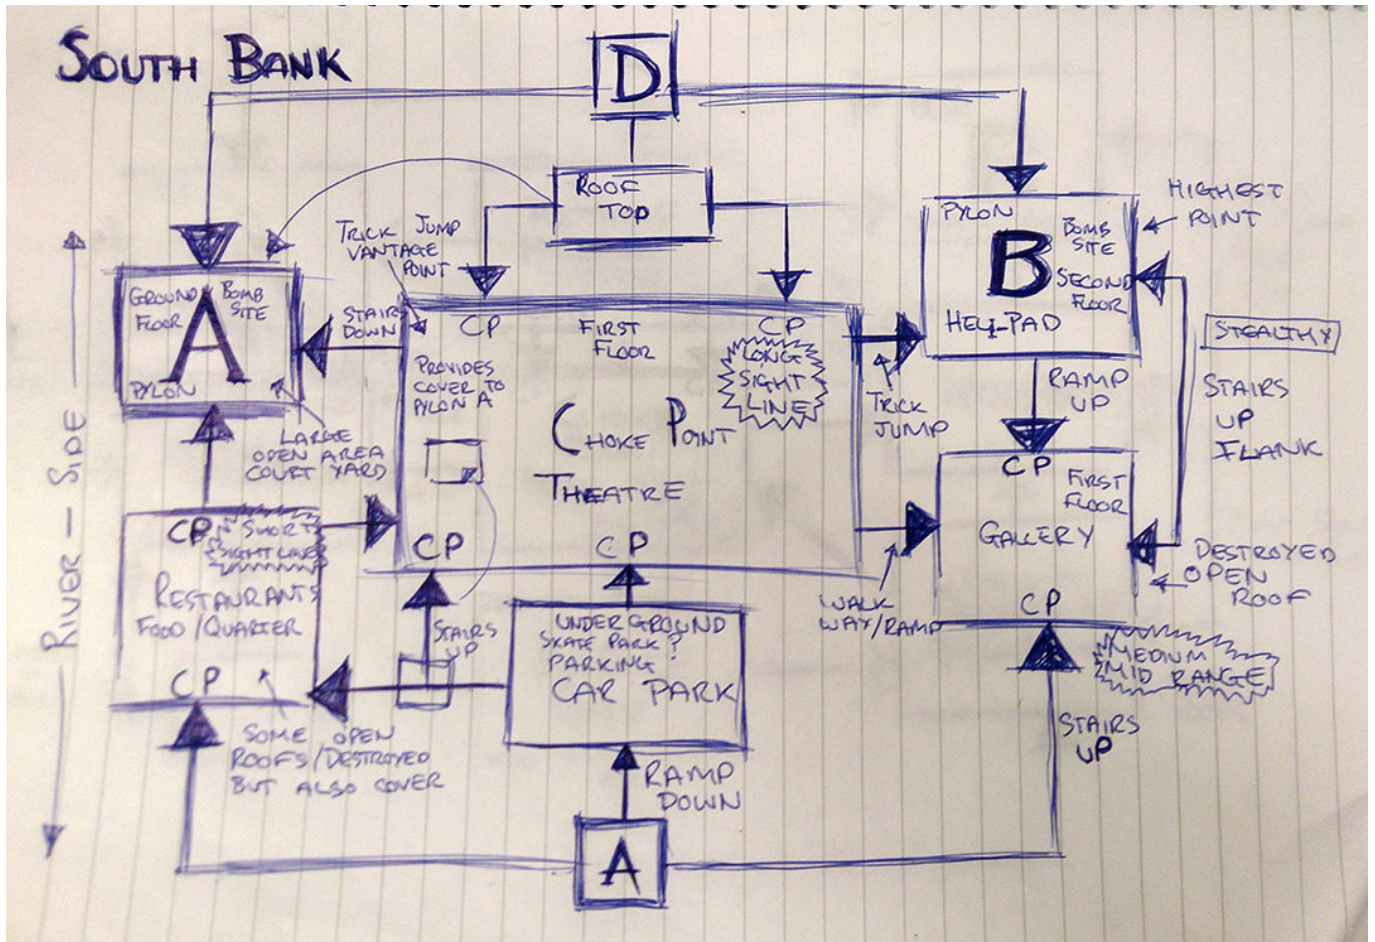 SOUTH BANK
D
ROOF
TOP
TRICK JUMP
VANTAGE
POINT
PYLON
B
BOMB
SITE
SECOND
FLOOR
HELI-PAD
HIGHEST
POINT
GROUND
FLOOR
BOMB
SITE
A
PYLON
STAIRS
DOWN
CP
FIRST
FLOOR
CP
LONG
SIGHT
LINE
PROVIDES
COVER TO
PYLON A
CHOKE POINT
THEATRE
CP
CP
TRICK
JUMP
RAMP
UP
STEALTHY
STAIRS
UP
FLANK
LARGE
OPEN AREA
COURT YARD
RIVER - SIDE
CP
SHORT
SIGHT LINE
RESTAURANTS
FOOD/QUARTER
CP
CP
FIRST
FLOOR
GALLERY
CP
DESTROYED
OPEN
ROOF
WALK
WAY/RAMP
MEDIUM
MID RANGE
STAIRS
UP
UNDERGROUND
SKATE PARK?
PARKING?
CAR PARK
SOME OPEN
ROOFS/DESTROYED
BUT ALSO COVER
RAMP
DOWN
STAIRS
UP
A